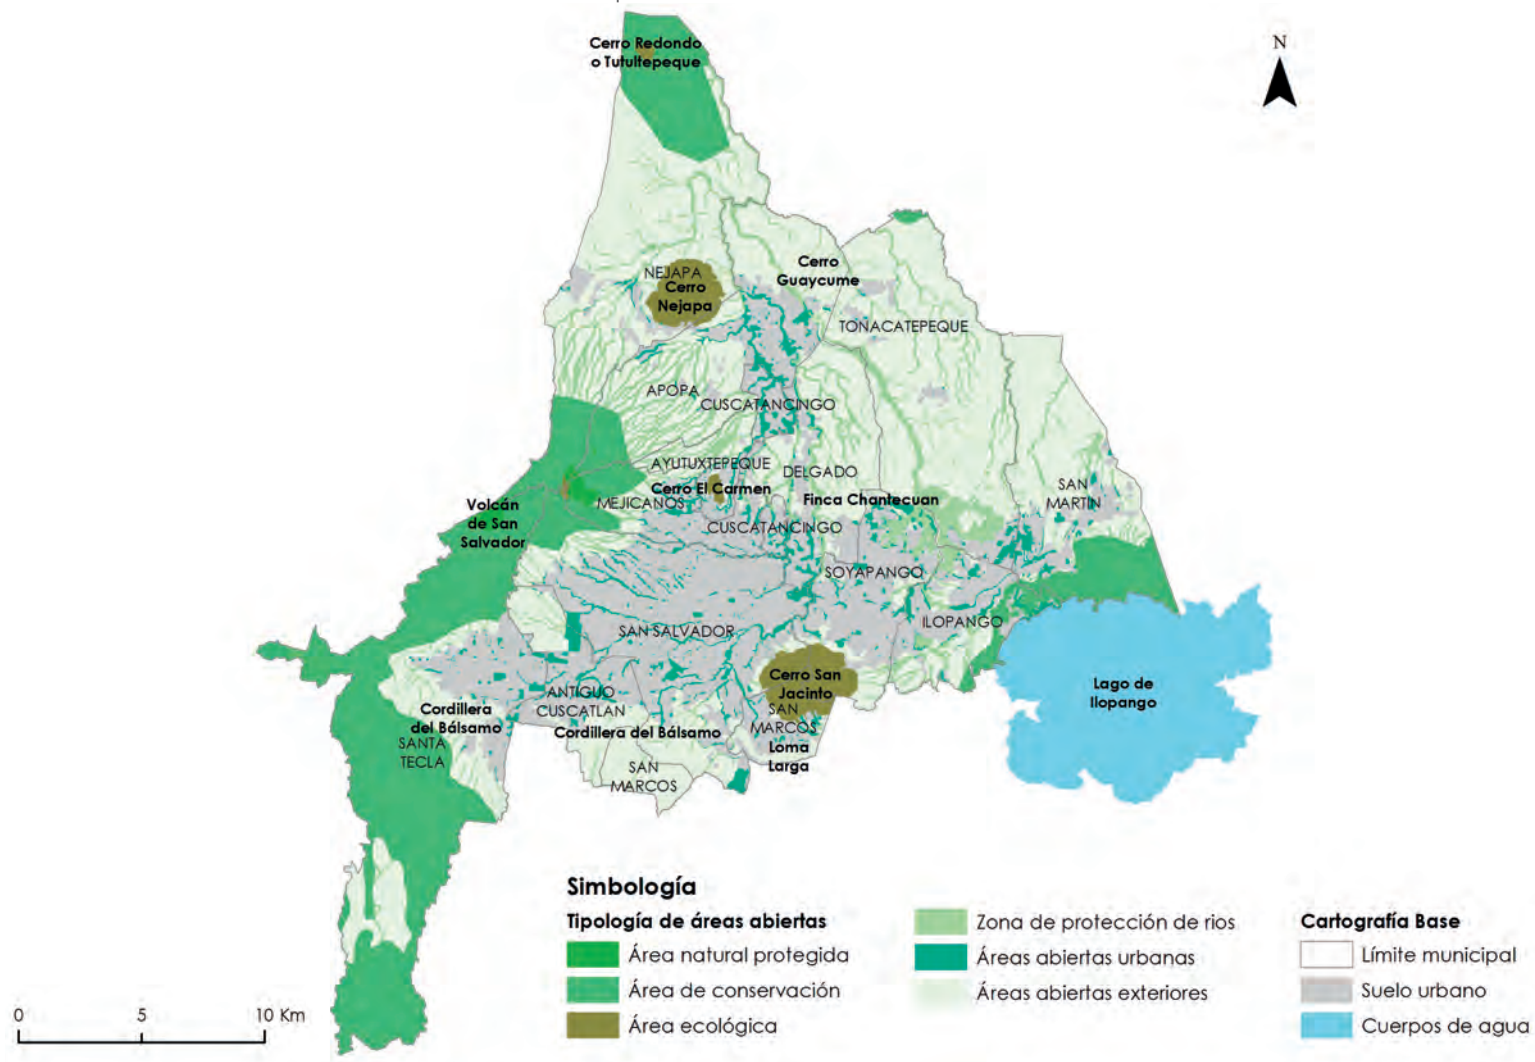 Cerro Redondo
o Tutultepeque
N
NEJAPA
Cerro
Nejapa
Cerro
Guaycume
TONACATEPEQUE
APOPA
CUSCATANCINGO
AYUTUXTEPEQUE
DELGADO
Cerro El Carmen
MEJICANOS
Finca Chantecuan
SAN
MARTIN
Volcán
de San
Salvador
CUSCATANCINGO
SOYAPANGO
ILOPANGO
SAN SALVADOR
Cerro San
Jacinto
Lago de
Ilopango
ANTIGUO
CUSCATLAN
Cordillera
del Bálsamo
SANTA
TECLA
Cordillera del Bálsamo
SAN
MARCOS
Loma
Larga
SAN
MARCOS
Simbología
Tipología de áreas abiertas
Área natural protegida
Área de conservación
Área ecológica
Zona de protección de rios
Áreas abiertas urbanas
Áreas abiertas exteriores
Cartografía Base
Límite municipal
Suelo urbano
Cuerpos de agua
0 5 10 Km